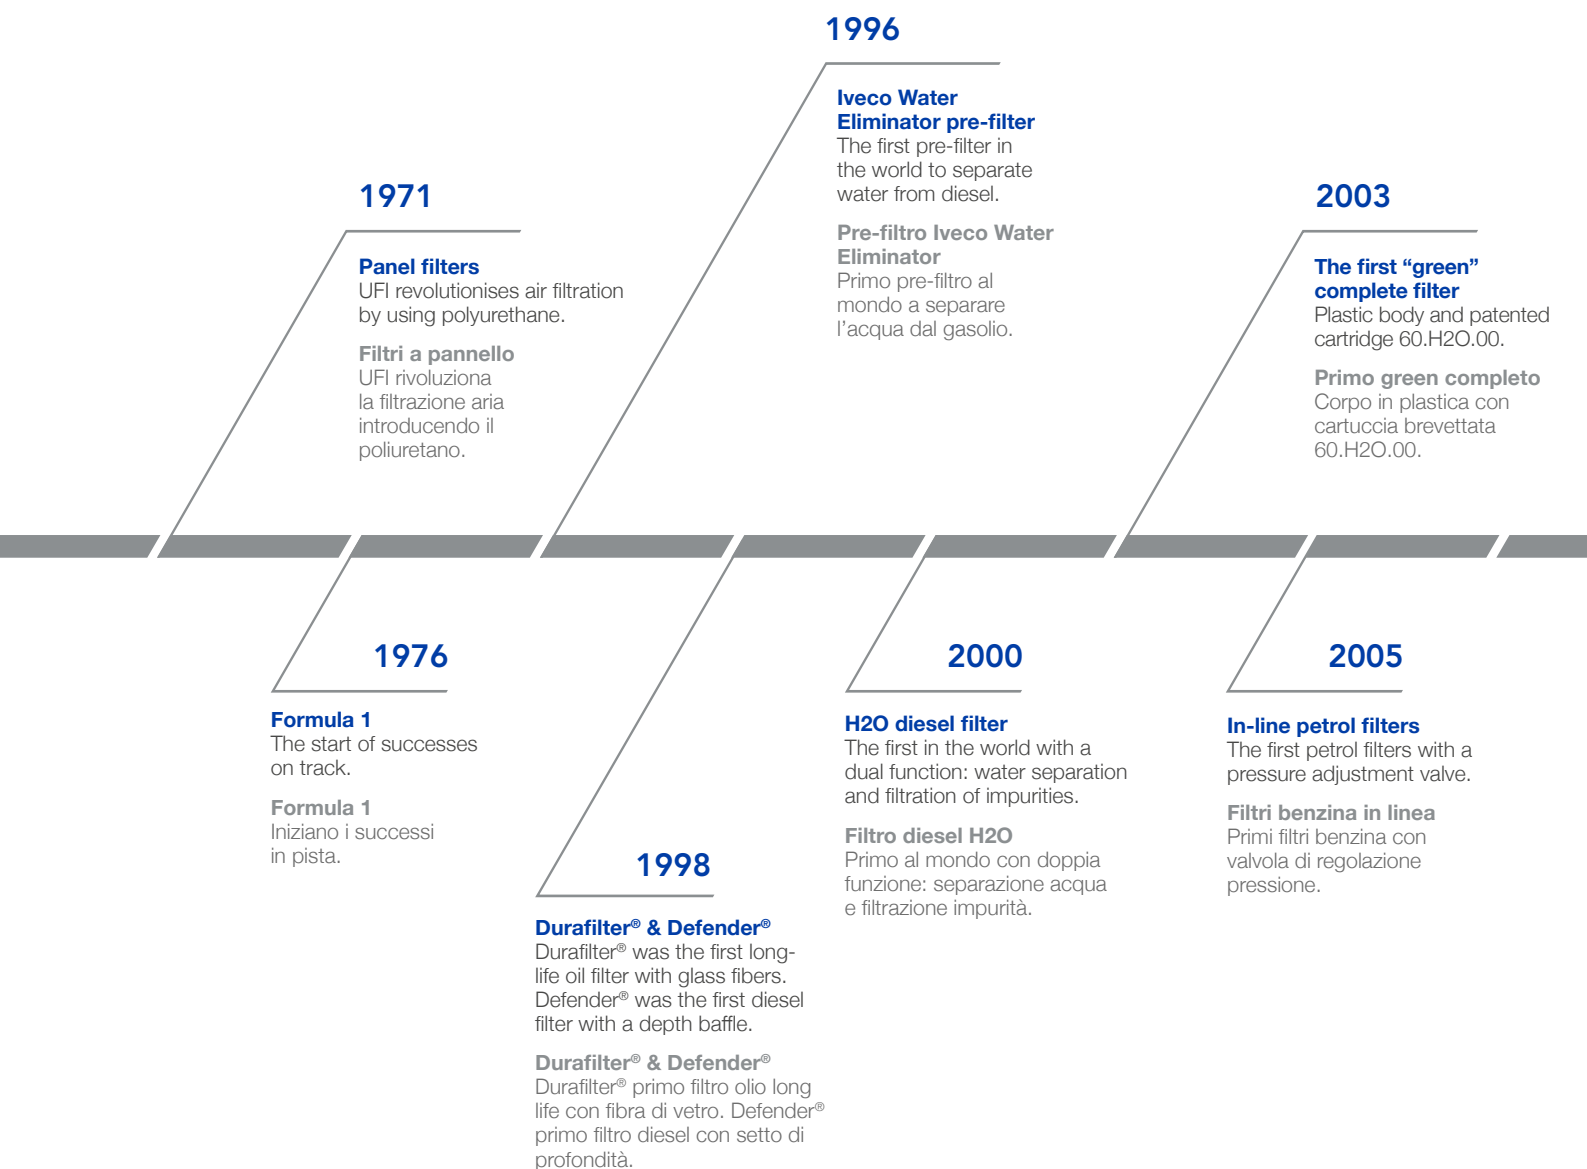 1971
Panel filters
UFI revolutionises air filtration
by using polyurethane.
Filtri a pannello
UFI rivoluziona
la filtrazione aria
introducendo il
poliuretano.
1976
Formula 1
The start of successes
on track.
Formula 1
Iniziano i successi
in pista.
1996
Iveco Water
Eliminator pre-filter
The first pre-filter in
the world to separate
water from diesel.
Pre-filtro Iveco Water
Eliminator
Primo pre-filtro al
mondo a separare
l’acqua dal gasolio.
1998
Durafilter® & Defender®
Durafilter® was the first long-
life oil filter with glass fibers.
Defender® was the first diesel
filter with a depth baffle.
Durafilter® & Defender®
Durafilter® primo filtro olio long
life con fibra di vetro. Defender®
primo filtro diesel con setto di
profondità.
2000
H2O diesel filter
The first in the world with a
dual function: water separation
and filtration of impurities.
Filtro diesel H2O
Primo al mondo con doppia
funzione: separazione acqua
e filtrazione impurità.
2003
The first “green”
complete filter
Plastic body and patented
cartridge 60.H2O.00.
Primo green completo
Corpo in plastica con
cartuccia brevettata
60.H2O.00.
2005
In-line petrol filters
The first petrol filters with a
pressure adjustment valve.
Filtri benzina in linea
Primi filtri benzina con
valvola di regolazione
pressione.